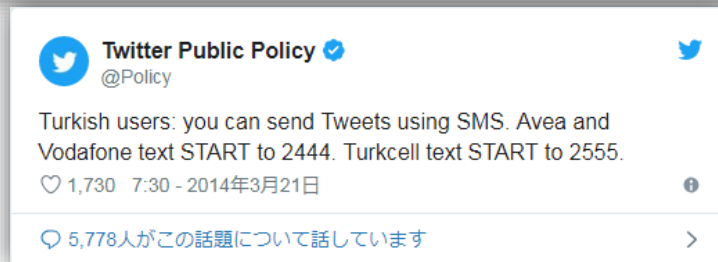 Twitter Public Policy
@Policy
Turkish users: you can send Tweets using SMS. Avea and
Vodafone text START to 2444. Turkcell text START to 2555.
1,730 7:30 - 2014年3月21日
5,778人がこの話題について話しています